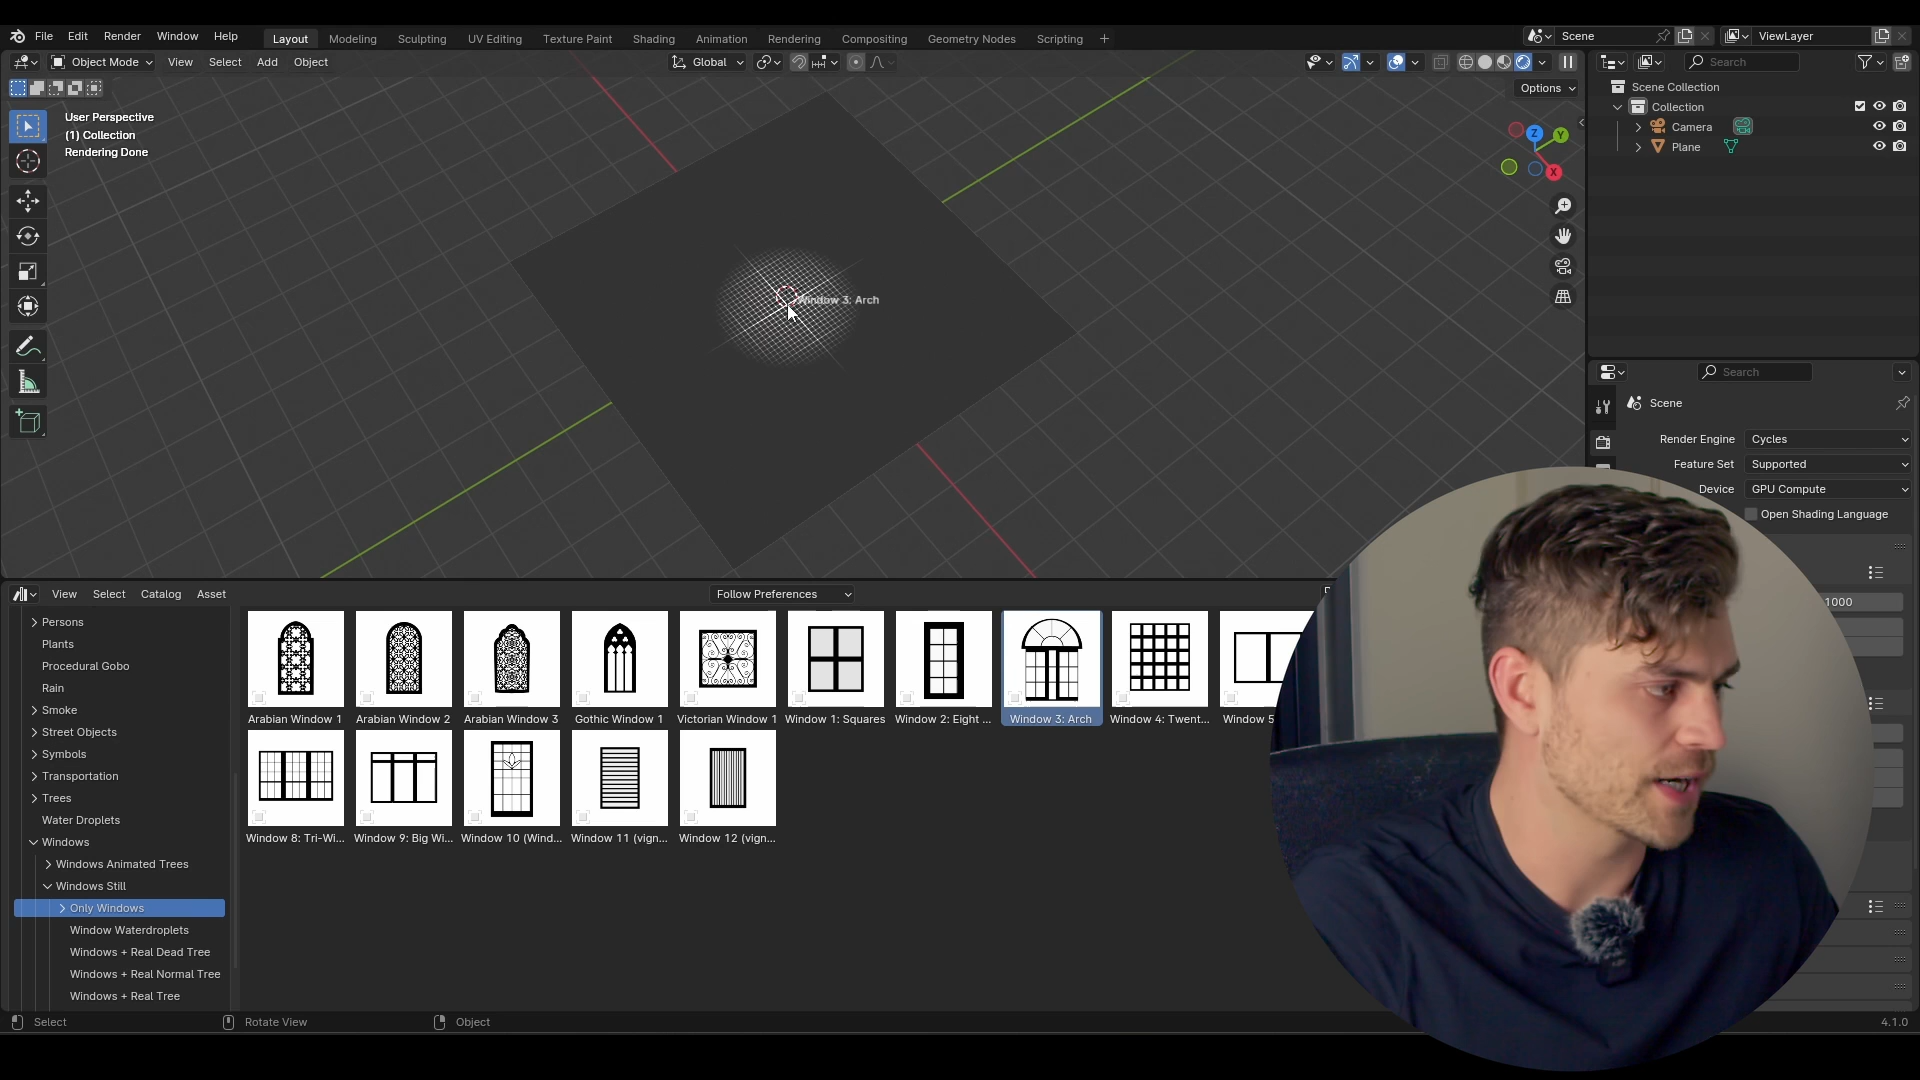 File Edit Render Window Help
Layout Modeling Sculpting UV Editing Texture Paint Shading Animation Rendering Compositing Geometry Nodes Scripting +
Scene
ViewLayer
Object Mode View Select Add Object
Global
Search
Options
User Perspective
(1) Collection
Rendering Done
Z
Y
X
Scene Collection
Collection
Camera
Plane
Window 3: Arch
Search
Scene
Render Engine Cycles
Feature Set Supported
Device GPU Compute
Open Shading Language
1000
View Select Catalog Asset
Follow Preferences
Persons
Plants
Procedural Gobo
Rain
Smoke
Street Objects
Symbols
Transportation
Trees
Water Droplets
Windows
Windows Animated Trees
Windows Still
Only Windows
Window Waterdroplets
Windows + Real Dead Tree
Windows + Real Normal Tree
Windows + Real Tree
Arabian Window 1 Arabian Window 2 Arabian Window 3 Gothic Window 1 Victorian Window 1 Window 1: Squares Window 2: Eight ... Window 3: Arch Window 4: Twent... Window 5
Window 8: Tri-Wi... Window 9: Big Wi... Window 10 (Wind... Window 11 (vign... Window 12 (vign...
Select Rotate View Object
4.1.0